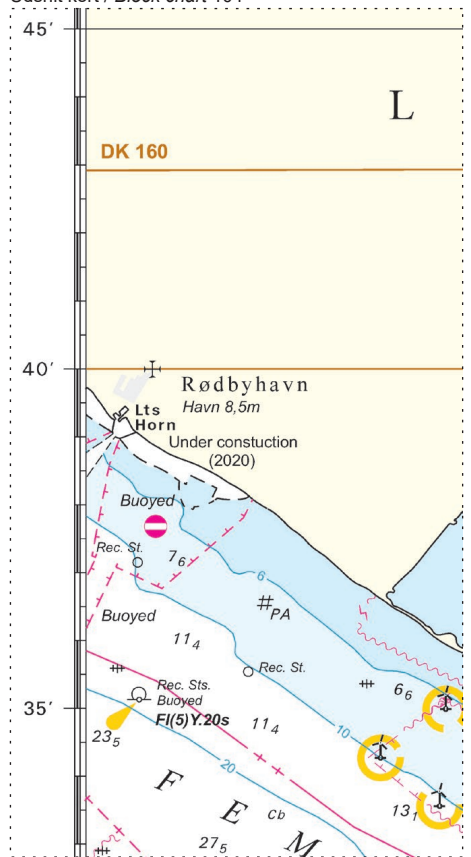 45′
L
DK 160
40′
Rødbyhavn
Havn 8,5m
Lts
Horn
Under constuction
(2020)
Buoyed
Rec. St.
7₆
6
PA
Buoyed
11₄
Rec. St.
6₆
35′
Rec. Sts.
Buoyed
Fl(5)Y.20s
11₄
10
23₅
20
F
E
M
cb
13₁
27₅